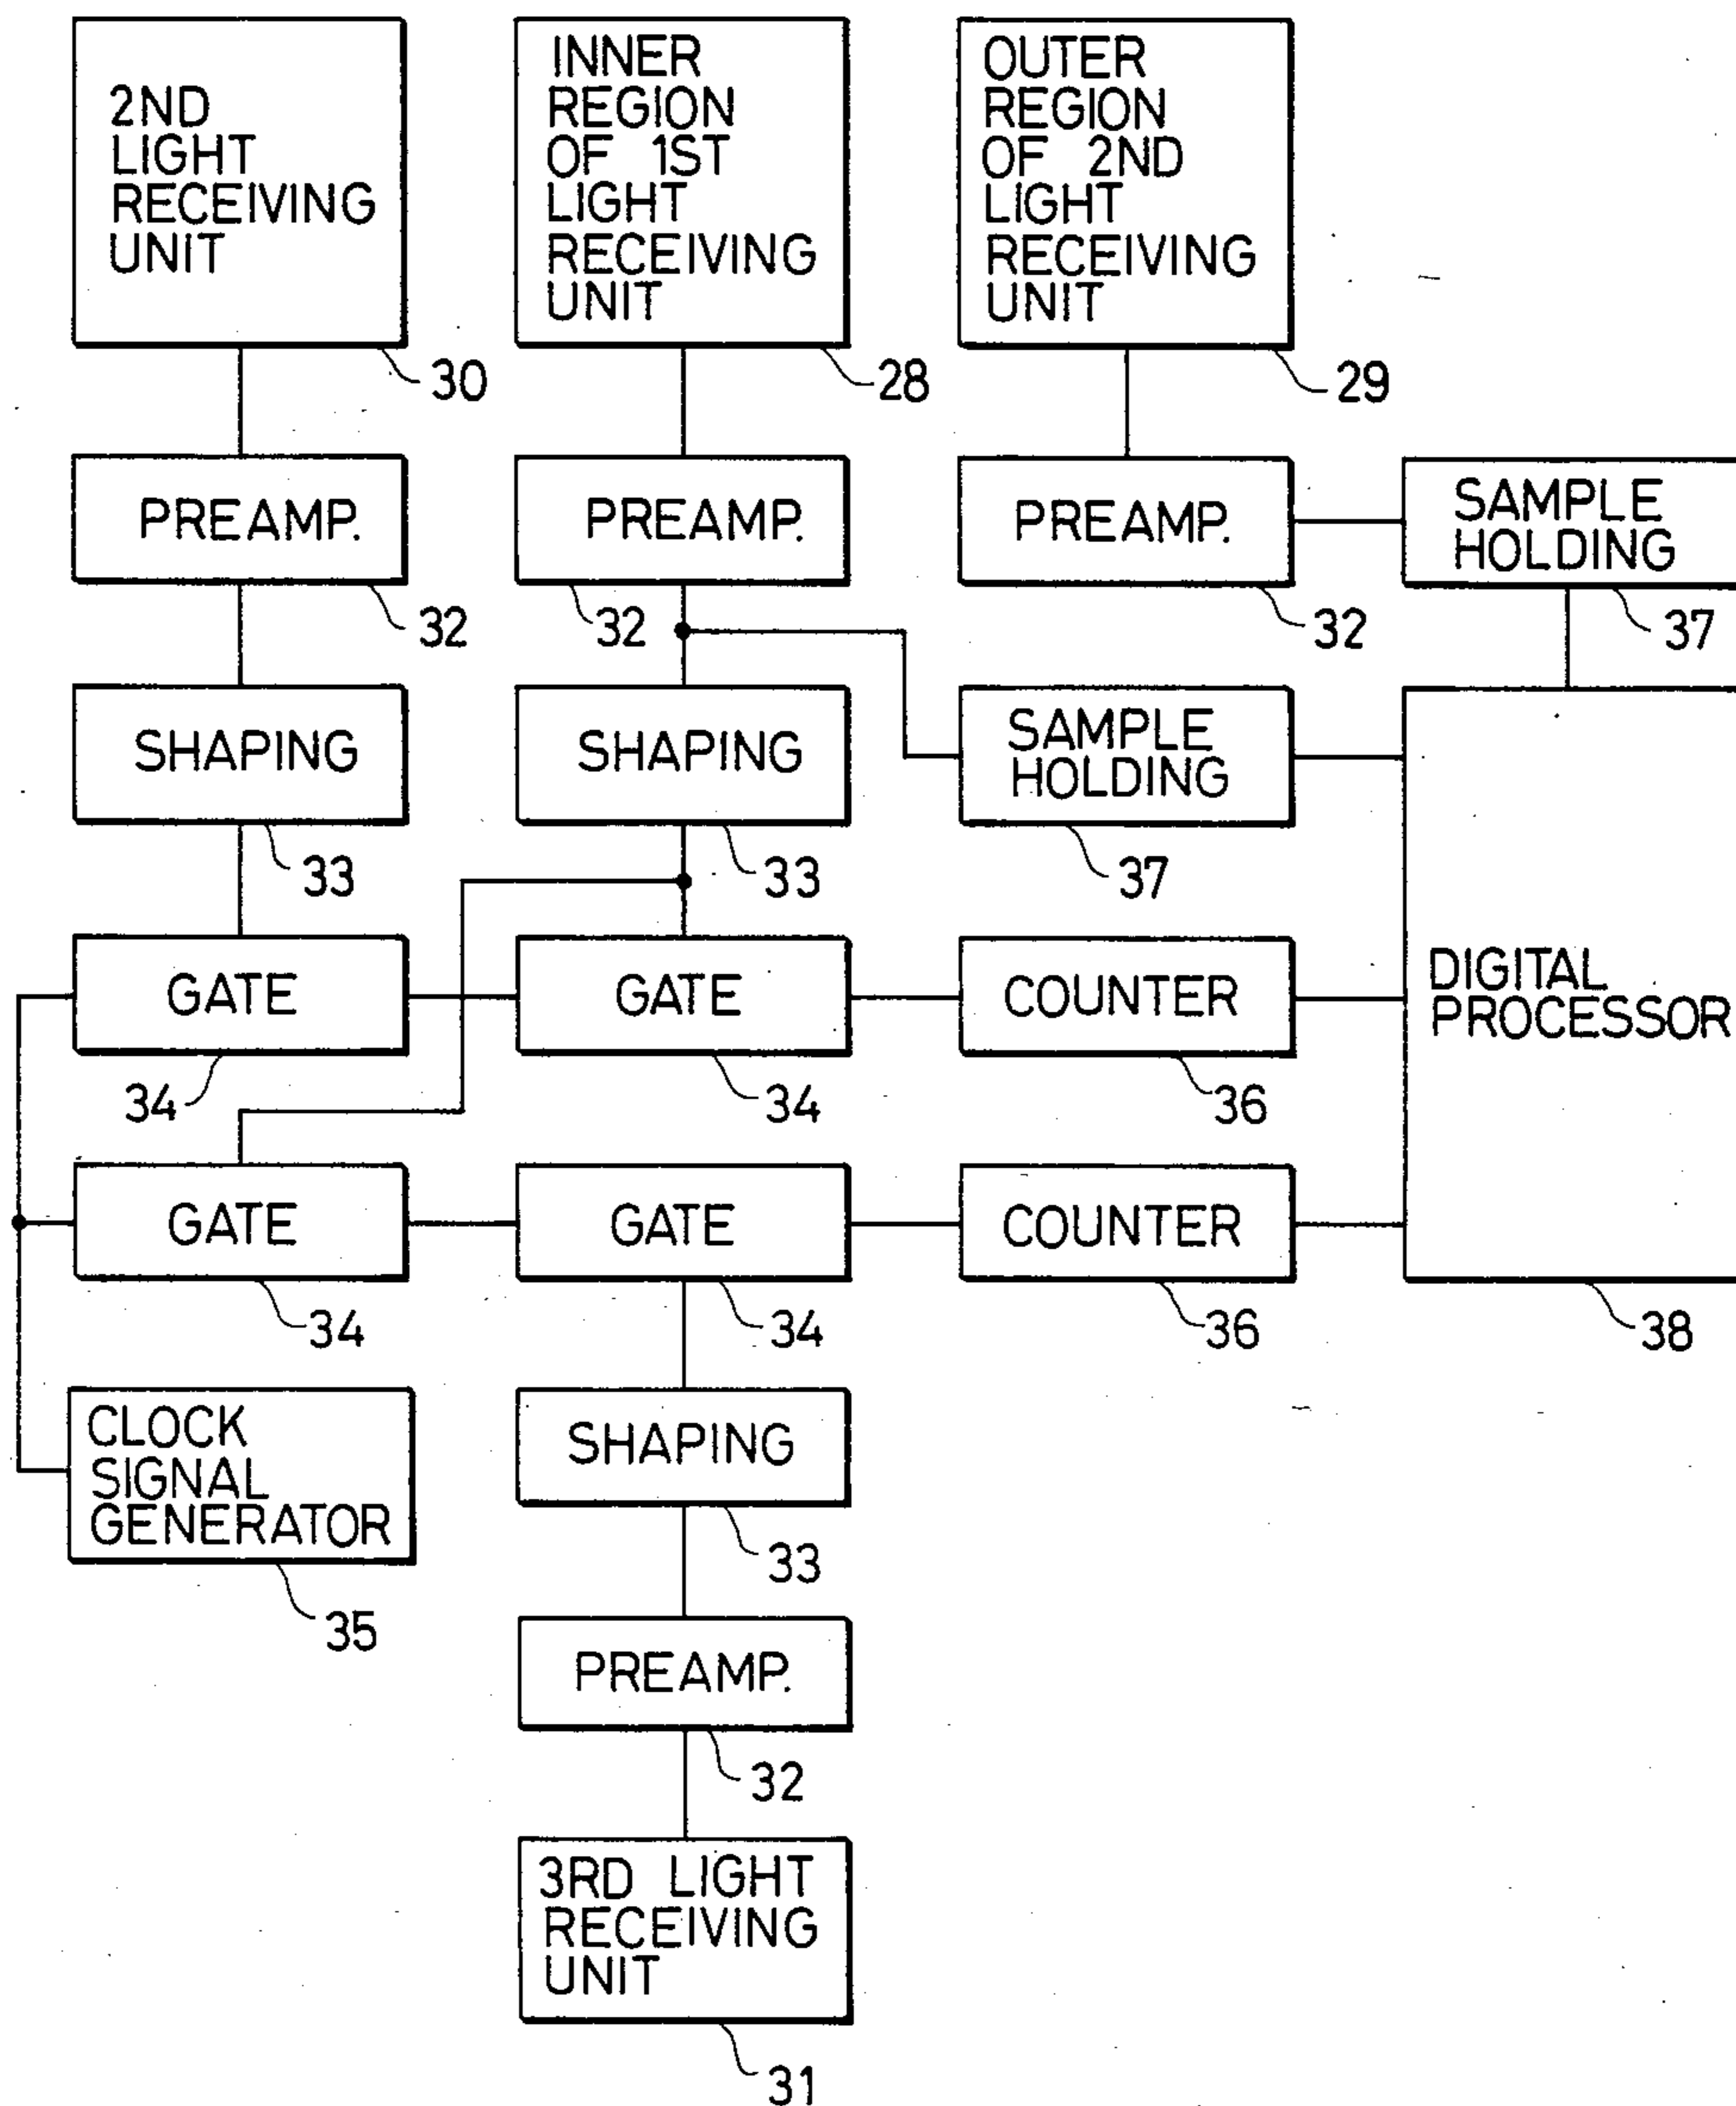 2ND
LIGHT
RECEIVING
UNIT
30
INNER
REGION
OF 1ST
LIGHT
RECEIVING
UNIT
28
OUTER
REGION
OF 2ND
LIGHT
RECEIVING
UNIT
29
PREAMP.
32
PREAMP.
32
PREAMP.
32
SAMPLE
HOLDING
37
SHAPING
33
SHAPING
33
SAMPLE
HOLDING
37
GATE
34
GATE
34
COUNTER
36
DIGITAL
PROCESSOR
38
GATE
34
GATE
34
COUNTER
36
CLOCK
SIGNAL
GENERATOR
35
SHAPING
33
PREAMP.
32
3RD LIGHT
RECEIVING
UNIT
31